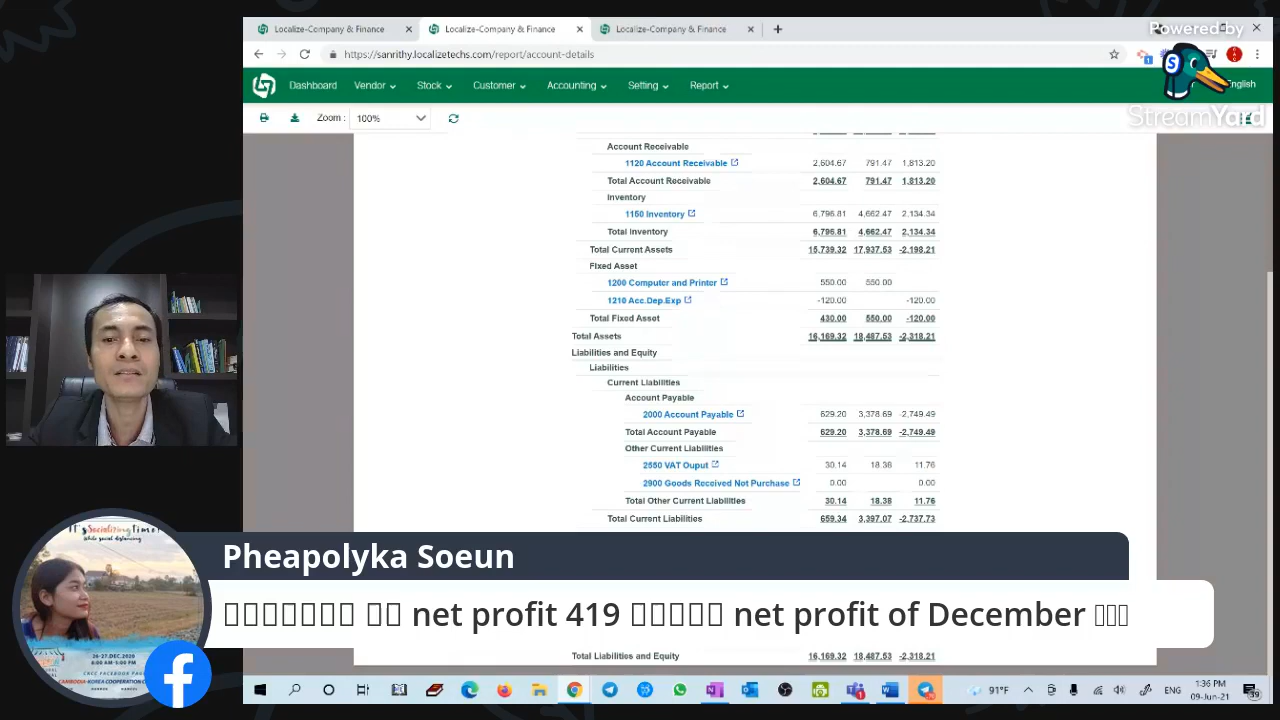 Localize-Company & Finance
Localize-Company & Finance
Localize-Company & Finance
Powered by
StreamYard
https://sanrithy.localizetechs.com/report/account-details
Dashboard Vendor Stock Customer Accounting Setting Report English
Zoom : 100%
Account Receivable
1120 Account Receivable 2,604.67 791.47 1,813.20
Total Account Receivable 2,604.67 791.47 1,813.20
Inventory
1150 Inventory 6,796.81 4,662.47 2,134.34
Total Inventory 6,796.81 4,662.47 2,134.34
Total Current Assets 15,739.32 17,937.53 -2,198.21
Fixed Asset
1200 Computer and Printer 550.00 550.00
1210 Acc.Dep.Exp -120.00 -120.00
Total Fixed Asset 430.00 550.00 -120.00
Total Assets 16,169.32 18,487.53 -2,318.21
Liabilities and Equity
Liabilities
Current Liabilities
Account Payable
2000 Account Payable 629.20 3,378.69 -2,749.49
Total Account Payable 629.20 3,378.69 -2,749.49
Other Current Liabilities
2550 VAT Ouput 30.14 18.38 11.76
2900 Goods Received Not Purchase 0.00 0.00
Total Other Current Liabilities 30.14 18.38 11.76
Total Current Liabilities 659.34 3,397.07 -2,737.73
Pheapolyka Soeun
net profit 419 net profit of December
Total Liabilities and Equity 16,169.32 18,487.53 -2,318.21
91°F ENG 1:36 PM
09-Jun-21